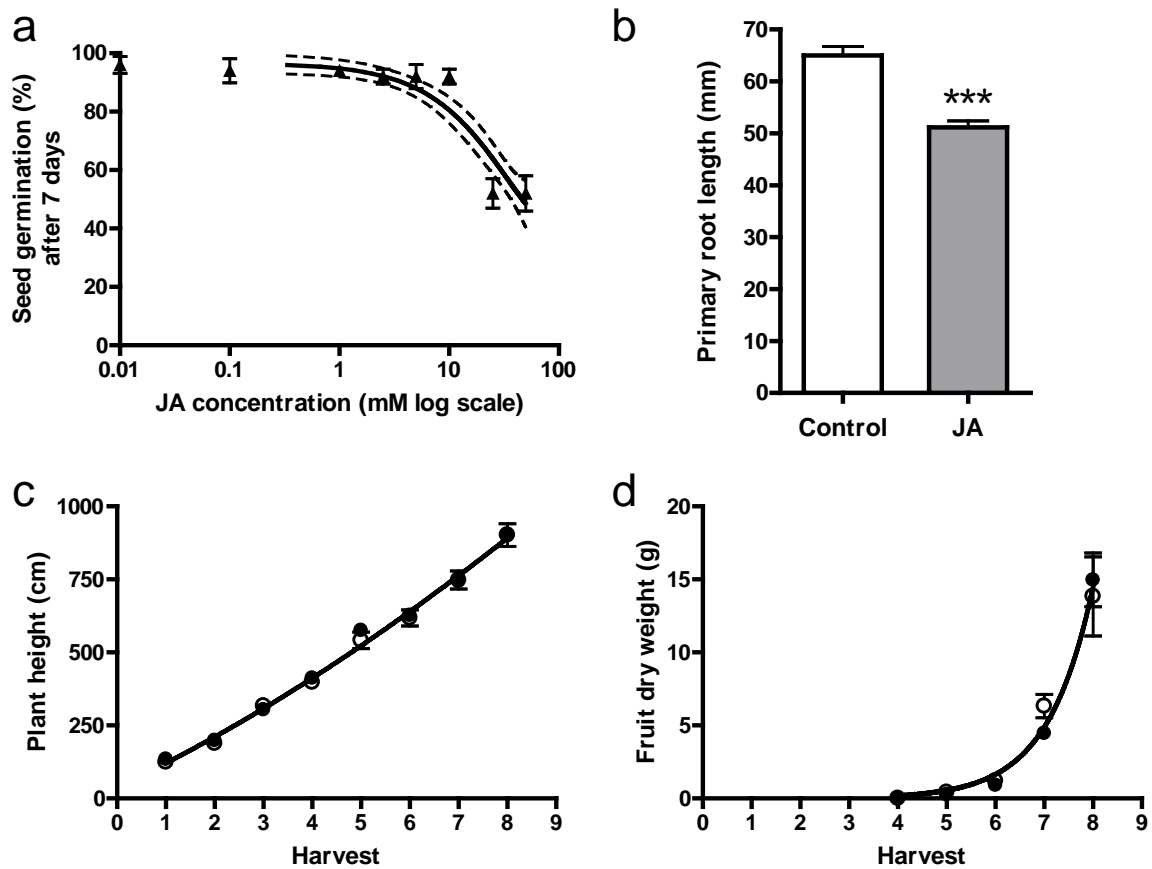 a
Seed germination (%)
after 7 days
100
80
60
40
20
0
0.01 0.1 1 10 100
JA concentration (mM log scale)
b
Primary root length (mm)
70
60
50
40
30
20
10
0
***
Control JA
c
Plant height (cm)
1000
750
500
250
0
0 1 2 3 4 5 6 7 8 9
Harvest
d
Fruit dry weight (g)
20
15
10
5
0
0 1 2 3 4 5 6 7 8 9
Harvest